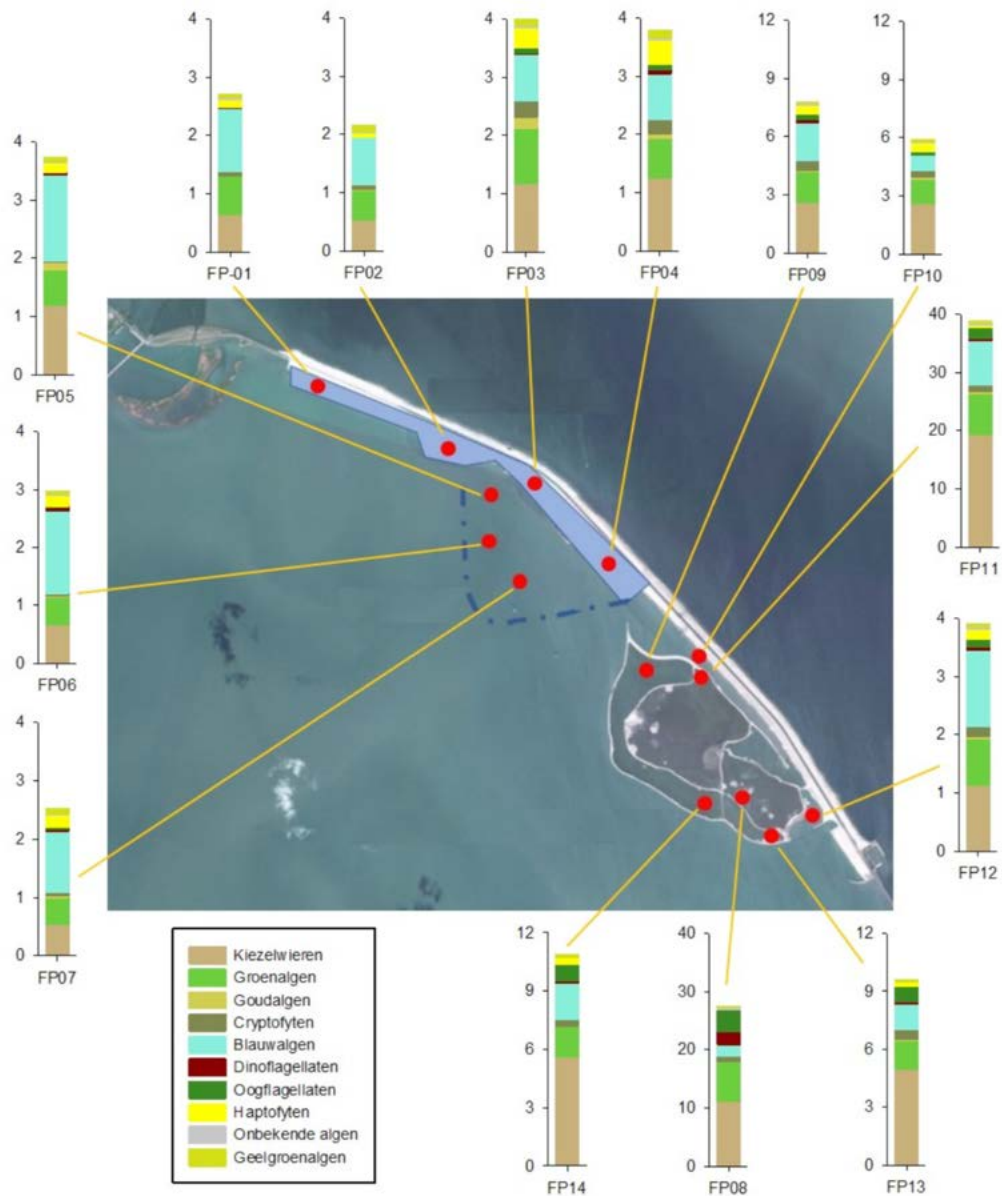 4
3
2
1
0
FP-01
4
3
2
1
0
FP02
4
3
2
1
0
FP03
4
3
2
1
0
FP04
12
9
6
3
0
FP09
12
9
6
3
0
FP10
4
3
2
1
0
FP05
40
30
20
10
0
FP11
4
3
2
1
0
FP06
4
3
2
1
0
FP12
4
3
2
1
0
FP07
Kiezelwieren
Groenalgen
Goudalgen
Cryptofyten
Blauwalgen
Dinoflagellaten
Oogflagellaten
Haptofyten
Onbekende algen
Geelgroenalgen
12
9
6
3
0
FP14
40
30
20
10
0
FP08
12
9
6
3
0
FP13